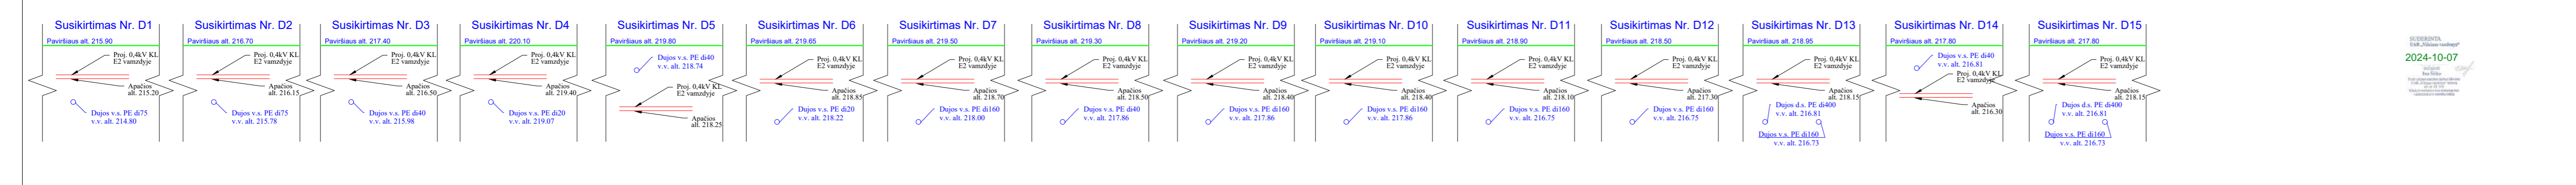 Susikirtimas Nr. D1
Paviršiaus alt. 215.90
Proj. 0,4kV KL
E2 vamzdyje
Apačios
alt. 215.20
Dujos v.s. PE di75
v.v. alt. 214.80
Susikirtimas Nr. D2
Paviršiaus alt. 216.70
Proj. 0,4kV KL
E2 vamzdyje
Apačios
alt. 216.15
Dujos v.s. PE di75
v.v. alt. 215.78
Susikirtimas Nr. D3
Paviršiaus alt. 217.40
Proj. 0,4kV KL
E2 vamzdyje
Apačios
alt. 216.50
Dujos v.s. PE di40
v.v. alt. 215.98
Susikirtimas Nr. D4
Paviršiaus alt. 220.10
Proj. 0,4kV KL
E2 vamzdyje
Apačios
alt. 219.40
Dujos v.s. PE di20
v.v. alt. 219.07
Susikirtimas Nr. D5
Paviršiaus alt. 219.80
Dujos v.s. PE di40
v.v. alt. 218.74
Proj. 0,4kV KL
E2 vamzdyje
Apačios
alt. 218.25
Susikirtimas Nr. D6
Paviršiaus alt. 219.65
Proj. 0,4kV KL
E2 vamzdyje
Apačios
alt. 218.85
Dujos v.s. PE di20
v.v. alt. 218.22
Susikirtimas Nr. D7
Paviršiaus alt. 219.50
Proj. 0,4kV KL
E2 vamzdyje
Apačios
alt. 218.70
Dujos v.s. PE di160
v.v. alt. 218.00
Susikirtimas Nr. D8
Paviršiaus alt. 219.30
Proj. 0,4kV KL
E2 vamzdyje
Apačios
alt. 218.50
Dujos v.s. PE di40
v.v. alt. 217.86
Susikirtimas Nr. D9
Paviršiaus alt. 219.20
Proj. 0,4kV KL
E2 vamzdyje
Apačios
alt. 218.40
Dujos v.s. PE di160
v.v. alt. 217.86
Susikirtimas Nr. D10
Paviršiaus alt. 219.10
Proj. 0,4kV KL
E2 vamzdyje
Apačios
alt. 218.40
Dujos v.s. PE di160
v.v. alt. 217.86
Susikirtimas Nr. D11
Paviršiaus alt. 218.90
Proj. 0,4kV KL
E2 vamzdyje
Apačios
alt. 218.10
Dujos v.s. PE di160
v.v. alt. 216.75
Susikirtimas Nr. D12
Paviršiaus alt. 218.50
Proj. 0,4kV KL
E2 vamzdyje
Apačios
alt. 217.30
Dujos v.s. PE di160
v.v. alt. 216.75
Susikirtimas Nr. D13
Paviršiaus alt. 218.95
Proj. 0,4kV KL
E2 vamzdyje
Apačios
alt. 218.15
Dujos d.s. PE di400
v.v. alt. 216.81
Dujos v.s. PE di160
v.v. alt. 216.73
Susikirtimas Nr. D14
Paviršiaus alt. 217.80
Dujos v.s. PE di40
v.v. alt. 216.81
Proj. 0,4kV KL
E2 vamzdyje
Apačios
alt. 216.30
Susikirtimas Nr. D15
Paviršiaus alt. 217.80
Proj. 0,4kV KL
E2 vamzdyje
Apačios
alt. 218.15
Dujos d.s. PE di400
v.v. alt. 216.81
Dujos v.s. PE di160
v.v. alt. 216.73
SUDERINTA
2024-10-07